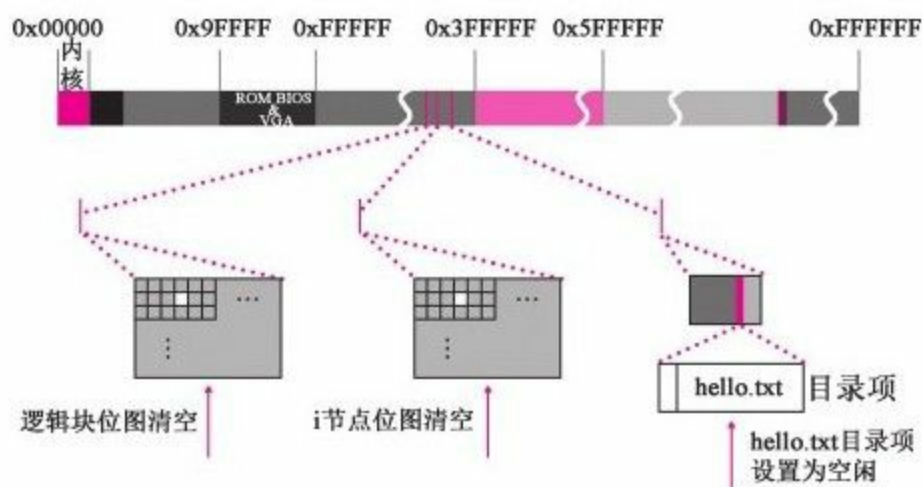 0x00000 0x9FFFF 0xFFFFF 0x3FFFFF 0x5FFFFF 0xFFFFFF
内
核
ROM BIOS
&
VGA
...
...
⋮
⋮
hello.txt 目录项
逻辑块位图清空
i节点位图清空
hello.txt目录项
设置为空闲